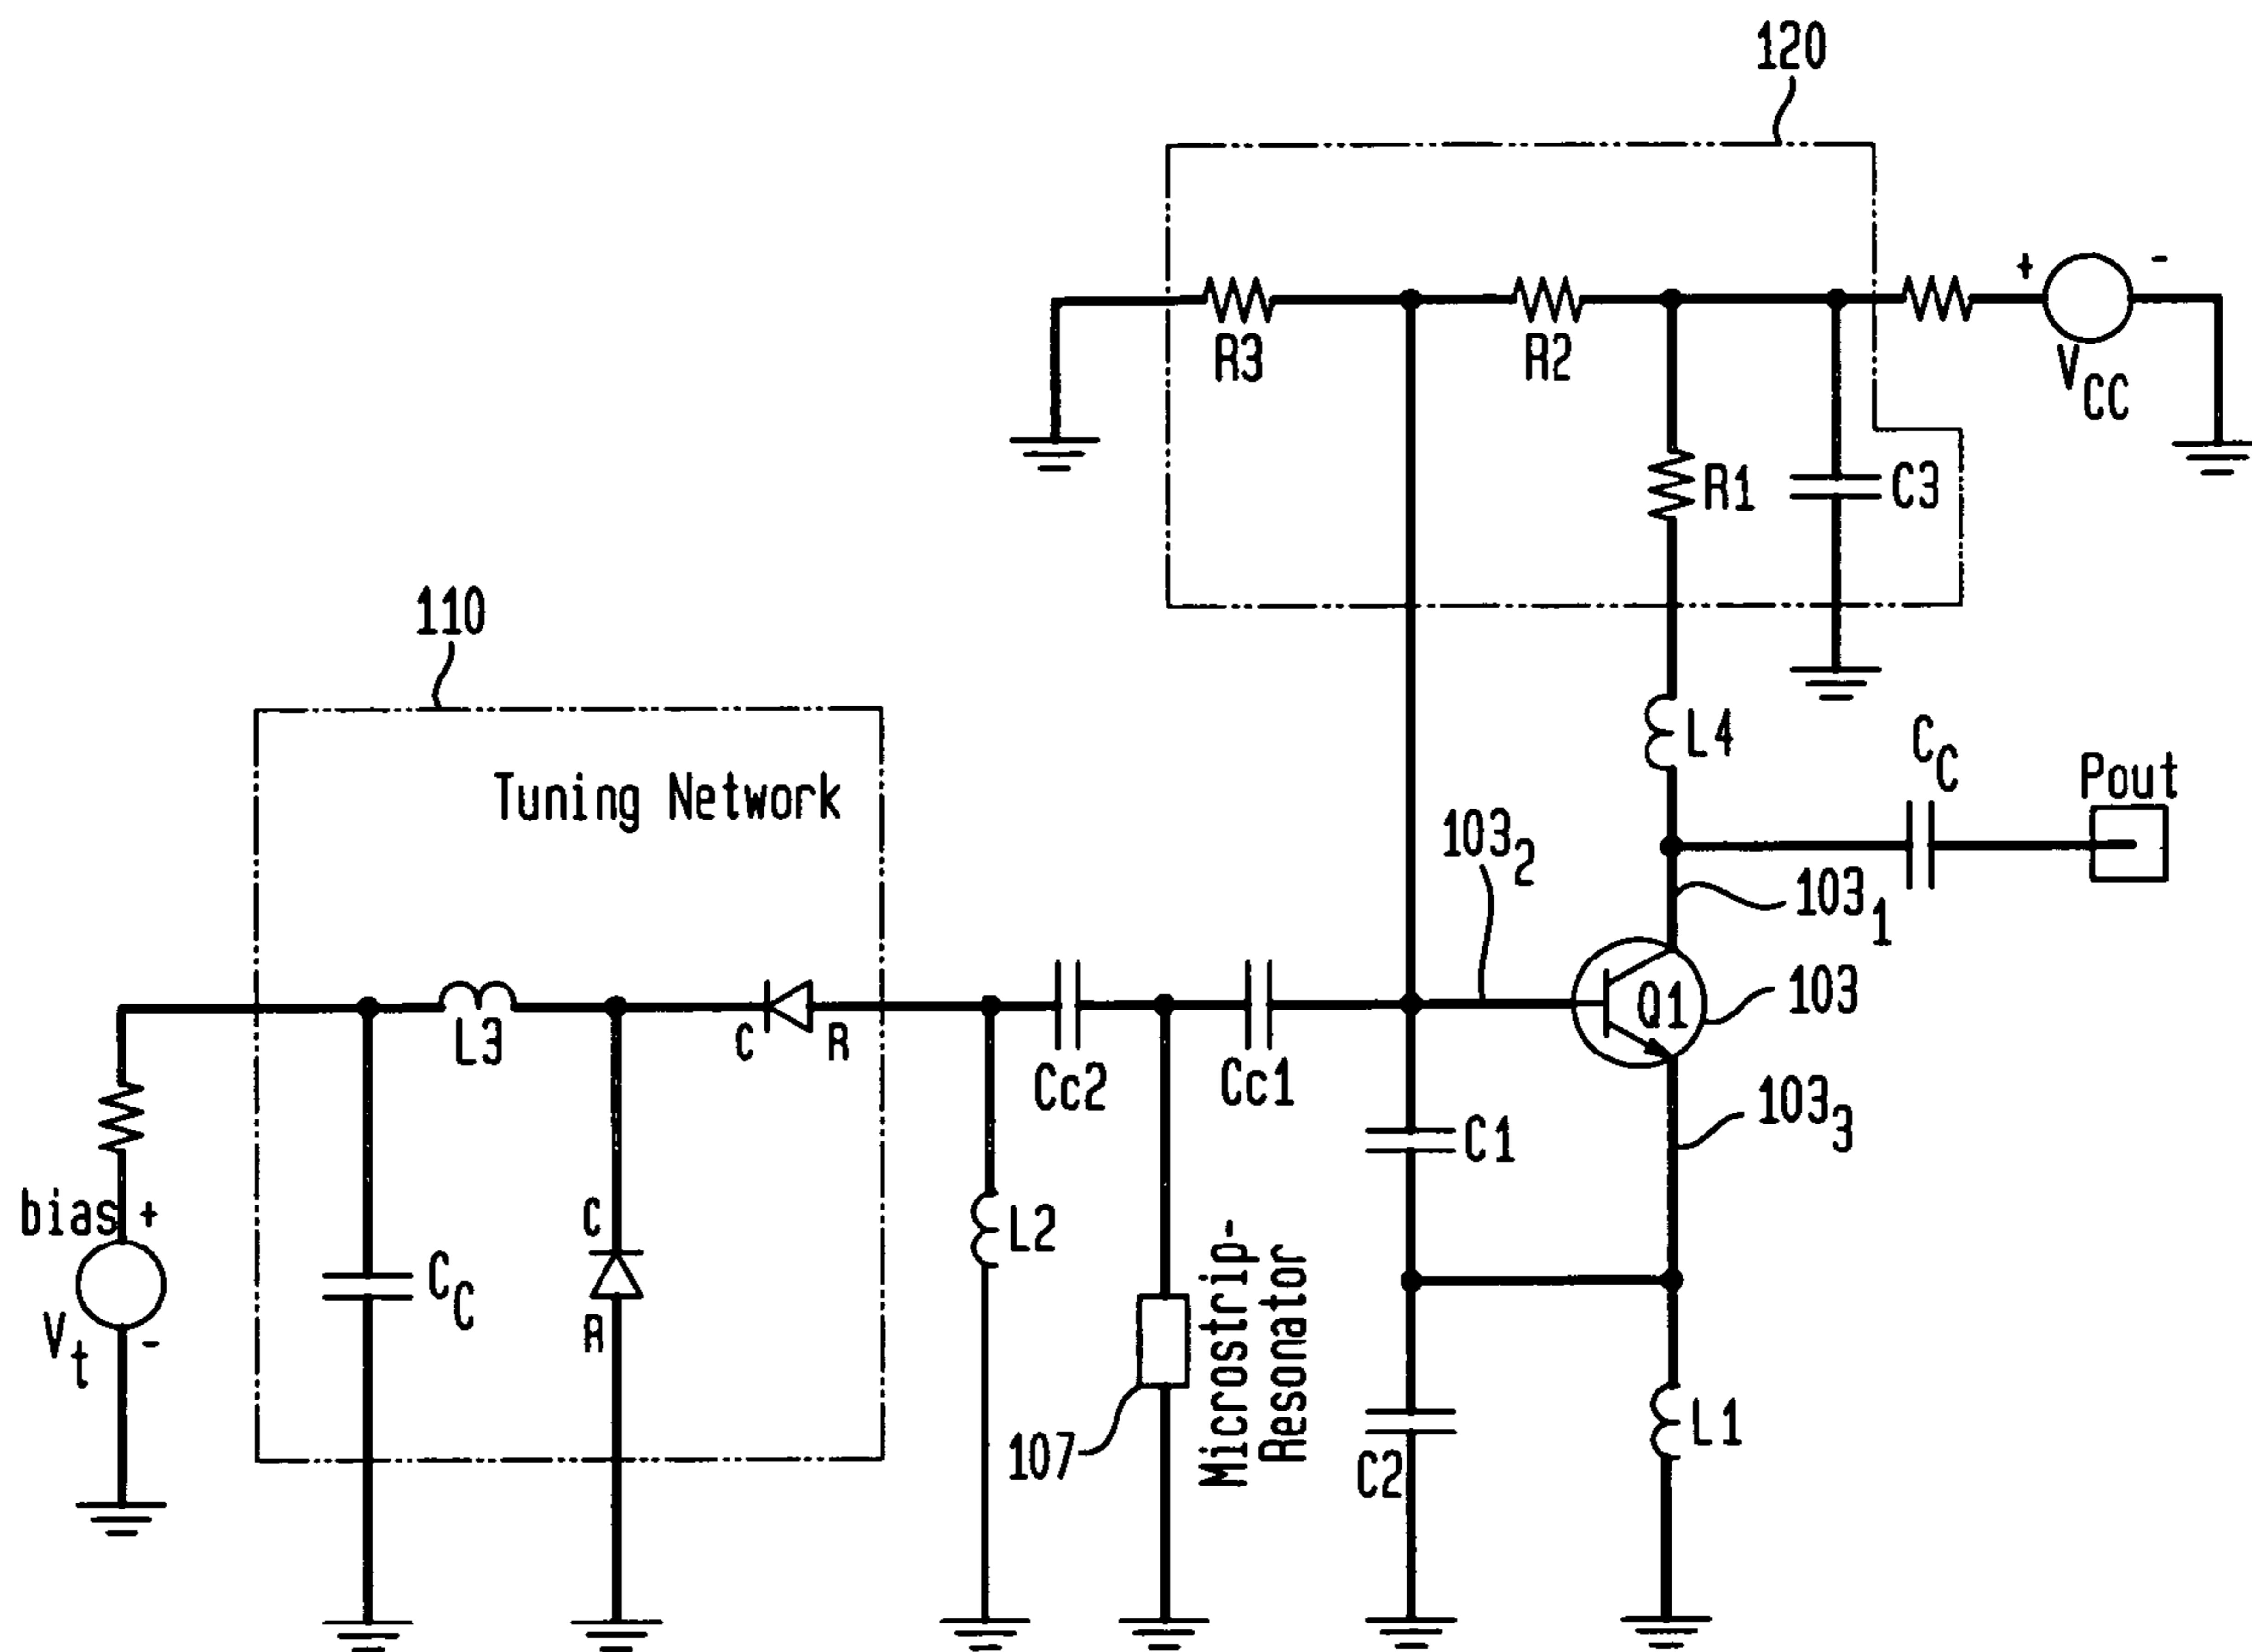 120
R3
R2
+
-
VCC
R1
C3
110
L4
CC
Pout
Tuning Network
1032
1031
L3
C
R
Cc2
Cc1
Q1
103
C1
1033
bias
+
C
L2
CC
Vt
-
R
Microstrip-
Resonator
107
C2
L1